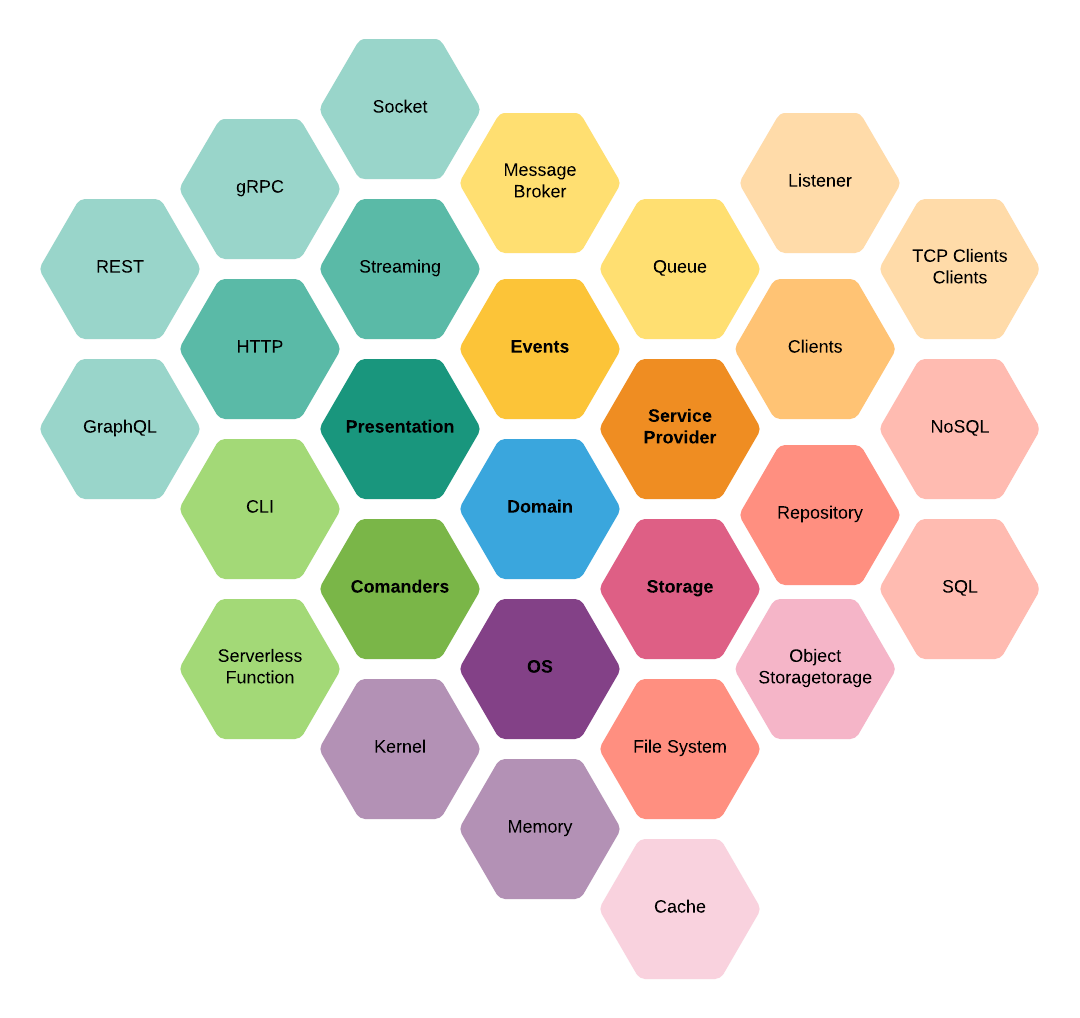 Socket
Message
Broker
Listener
gRPC
REST
Streaming
Queue
TCP Clients
Clients
HTTP
Events
Clients
GraphQL
Presentation
Service
Provider
NoSQL
CLI
Domain
Repository
Comanders
Storage
SQL
Serverless
Function
OS
Object
Storagetorage
Kernel
File System
Memory
Cache